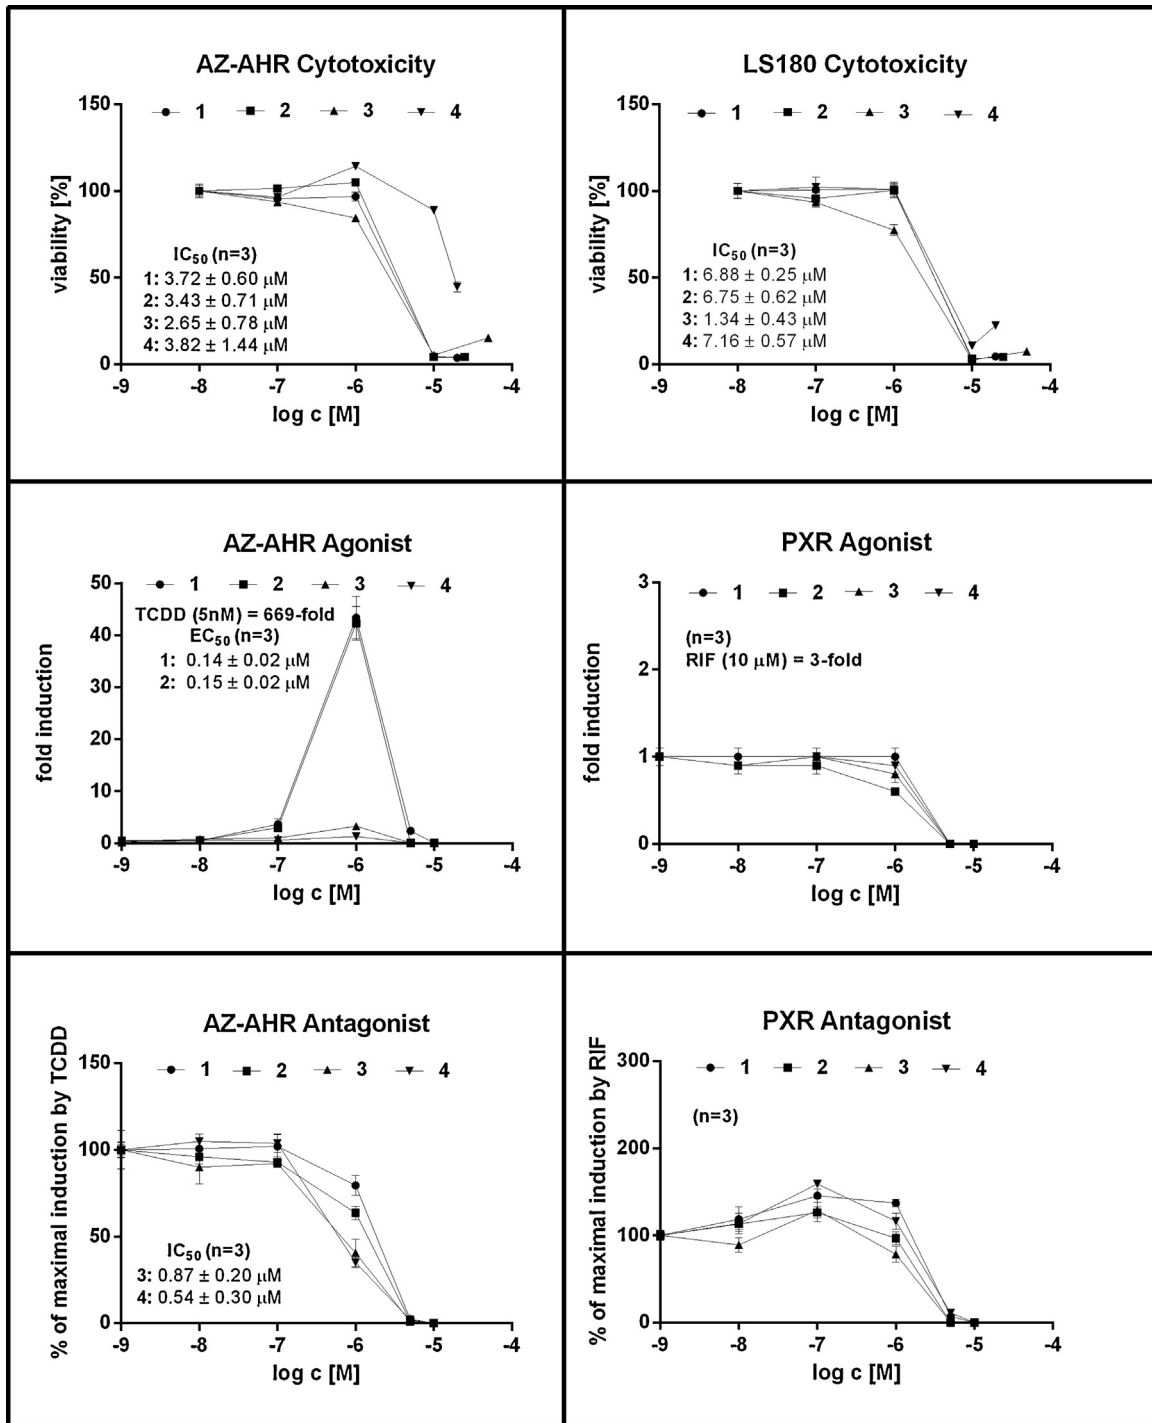 AZ-AHR Cytotoxicity
150
1 2 3 4
100
viability [%]
IC50 (n=3)
1: 3.72 ± 0.60 µM
50
2: 3.43 ± 0.71 µM
3: 2.65 ± 0.78 µM
4: 3.82 ± 1.44 µM
0
-9 -8 -7 -6 -5 -4
log c [M]
LS180 Cytotoxicity
150
1 2 3 4
100
viability [%]
IC50 (n=3)
1: 6.88 ± 0.25 µM
50
2: 6.75 ± 0.62 µM
3: 1.34 ± 0.43 µM
4: 7.16 ± 0.57 µM
0
-9 -8 -7 -6 -5 -4
log c [M]
AZ-AHR Agonist
50
1 2 3 4
TCDD (5nM) = 669-fold
40
EC50 (n=3)
1: 0.14 ± 0.02 µM
2: 0.15 ± 0.02 µM
30
fold induction
20
10
0
-9 -8 -7 -6 -5 -4
log c [M]
PXR Agonist
3
1 2 3 4
(n=3)
RIF (10 µM) = 3-fold
2
fold induction
1
0
-9 -8 -7 -6 -5 -4
log c [M]
AZ-AHR Antagonist
150
1 2 3 4
100
% of maximal induction by TCDD
50
IC50 (n=3)
3: 0.87 ± 0.20 µM
4: 0.54 ± 0.30 µM
0
-9 -8 -7 -6 -5 -4
log c [M]
PXR Antagonist
300
1 2 3 4
(n=3)
200
% of maximal induction by RIF
100
0
-9 -8 -7 -6 -5 -4
log c [M]